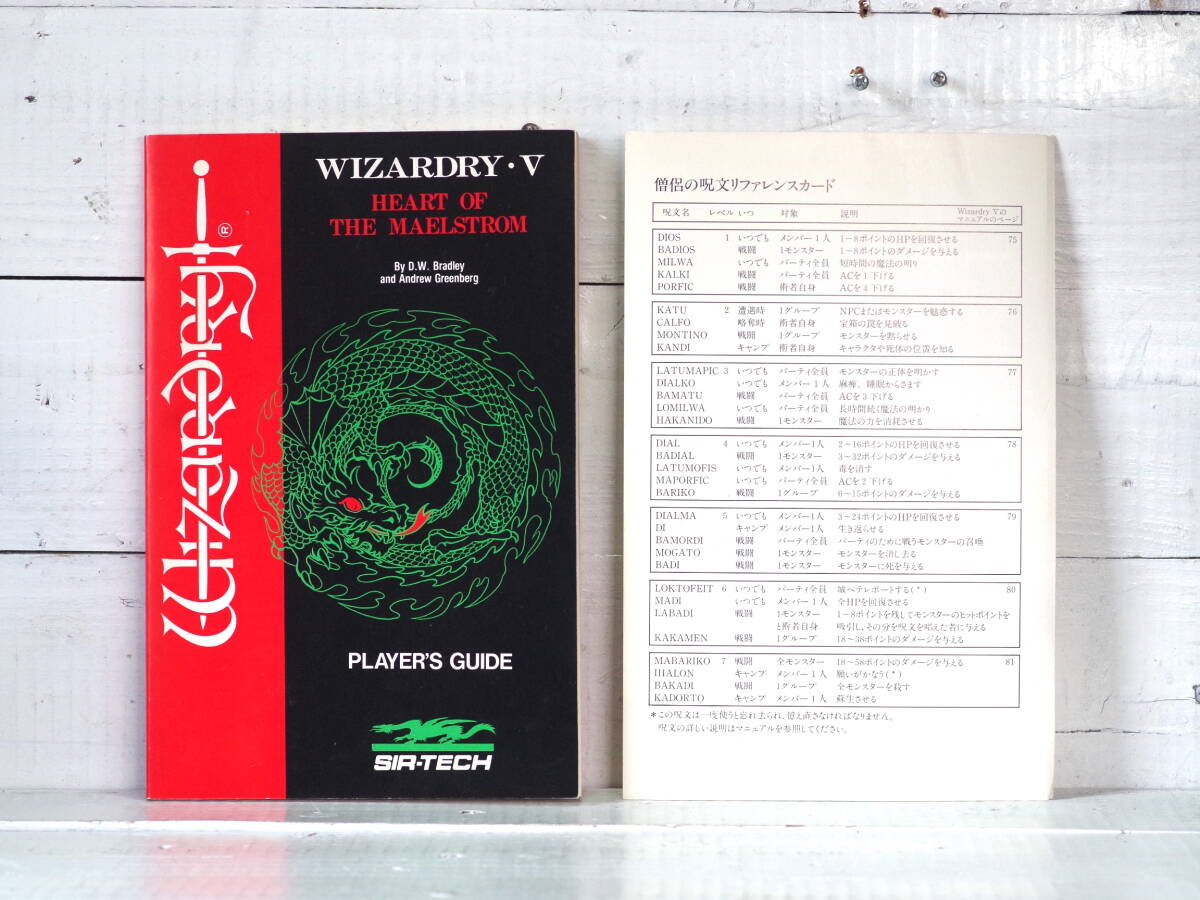 Wizardry®
WIZARDRY・V
HEART OF
THE MAELSTROM
By D.W. Bradley
and Andrew Greenberg
PLAYER'S GUIDE
SIR-TECH
僧侶の呪文リファレンスカード
呪文名 レベル いつ 対象 説明 Wizardry Vの
マニュアルのページ
DIOS 1 いつでも メンバー1人 1〜8ポイントのHPを回復させる 75
BADIOS 戦闘 1モンスター 1〜8ポイントのダメージを与える
MILWA いつでも パーティ全員 短時間の魔法の明り
KALKI 戦闘 パーティ全員 ACを1下げる
PORFIC 戦闘 術者自身 ACを4下げる
KATU 2 遭遇時 1グループ NPCまたはモンスターを魅惑する 76
CALFO 略奪時 術者自身 宝箱の罠を見破る
MONTINO 戦闘 1グループ モンスターを黙らせる
KANDI キャンプ 術者自身 キャラクタや死体の位置を知る
LATUMAPIC 3 いつでも パーティ全員 モンスターの正体を明かす 77
DIALKO いつでも メンバー1人 麻痺、睡眠からさます
BAMATU 戦闘 パーティ全員 ACを3下げる
LOMILWA いつでも パーティ全員 長時間続く魔法の明かり
HAKANIDO 戦闘 1モンスター 魔法の力を消耗させる
DIAL 4 いつでも メンバー1人 2〜16ポイントのHPを回復させる 78
BADIAL 戦闘 1モンスター 3〜32ポイントのダメージを与える
LATUMOFIS いつでも メンバー1人 毒を消す
MAPORFIC いつでも パーティ全員 ACを2下げる
BARIKO 戦闘 1グループ 6〜15ポイントのダメージを与える
DIALMA 5 いつでも メンバー1人 3〜24ポイントのHPを回復させる 79
DI キャンプ メンバー1人 生き返らせる
BAMORDI 戦闘 パーティ全員 パーティのために戦うモンスターの召喚
MOGATO 戦闘 1モンスター モンスターを消し去る
BADI 戦闘 1モンスター モンスターに死を与える
LOKTOFEIT 6 いつでも パーティ全員 城へテレポートする(*) 80
MADI いつでも メンバー1人 全HPを回復させる
LABADI 戦闘 1モンスター 1〜8ポイントを残してモンスターのヒットポイントを
と術者自身 吸引し、その分を呪文を唱えた者に与える
KAKAMEN 戦闘 1グループ 18〜38ポイントのダメージを与える
MABARIKO 7 戦闘 全モンスター 18〜58ポイントのダメージを与える 81
IHALON キャンプ メンバー1人 願いがかなう(*)
BAKADI 戦闘 1グループ 全モンスターを殺す
KADORTO キャンプ メンバー1人 蘇生させる
*この呪文は一度使うと忘れ去られ、憶え直さなければなりません。
呪文の詳しい説明はマニュアルを参照してください。